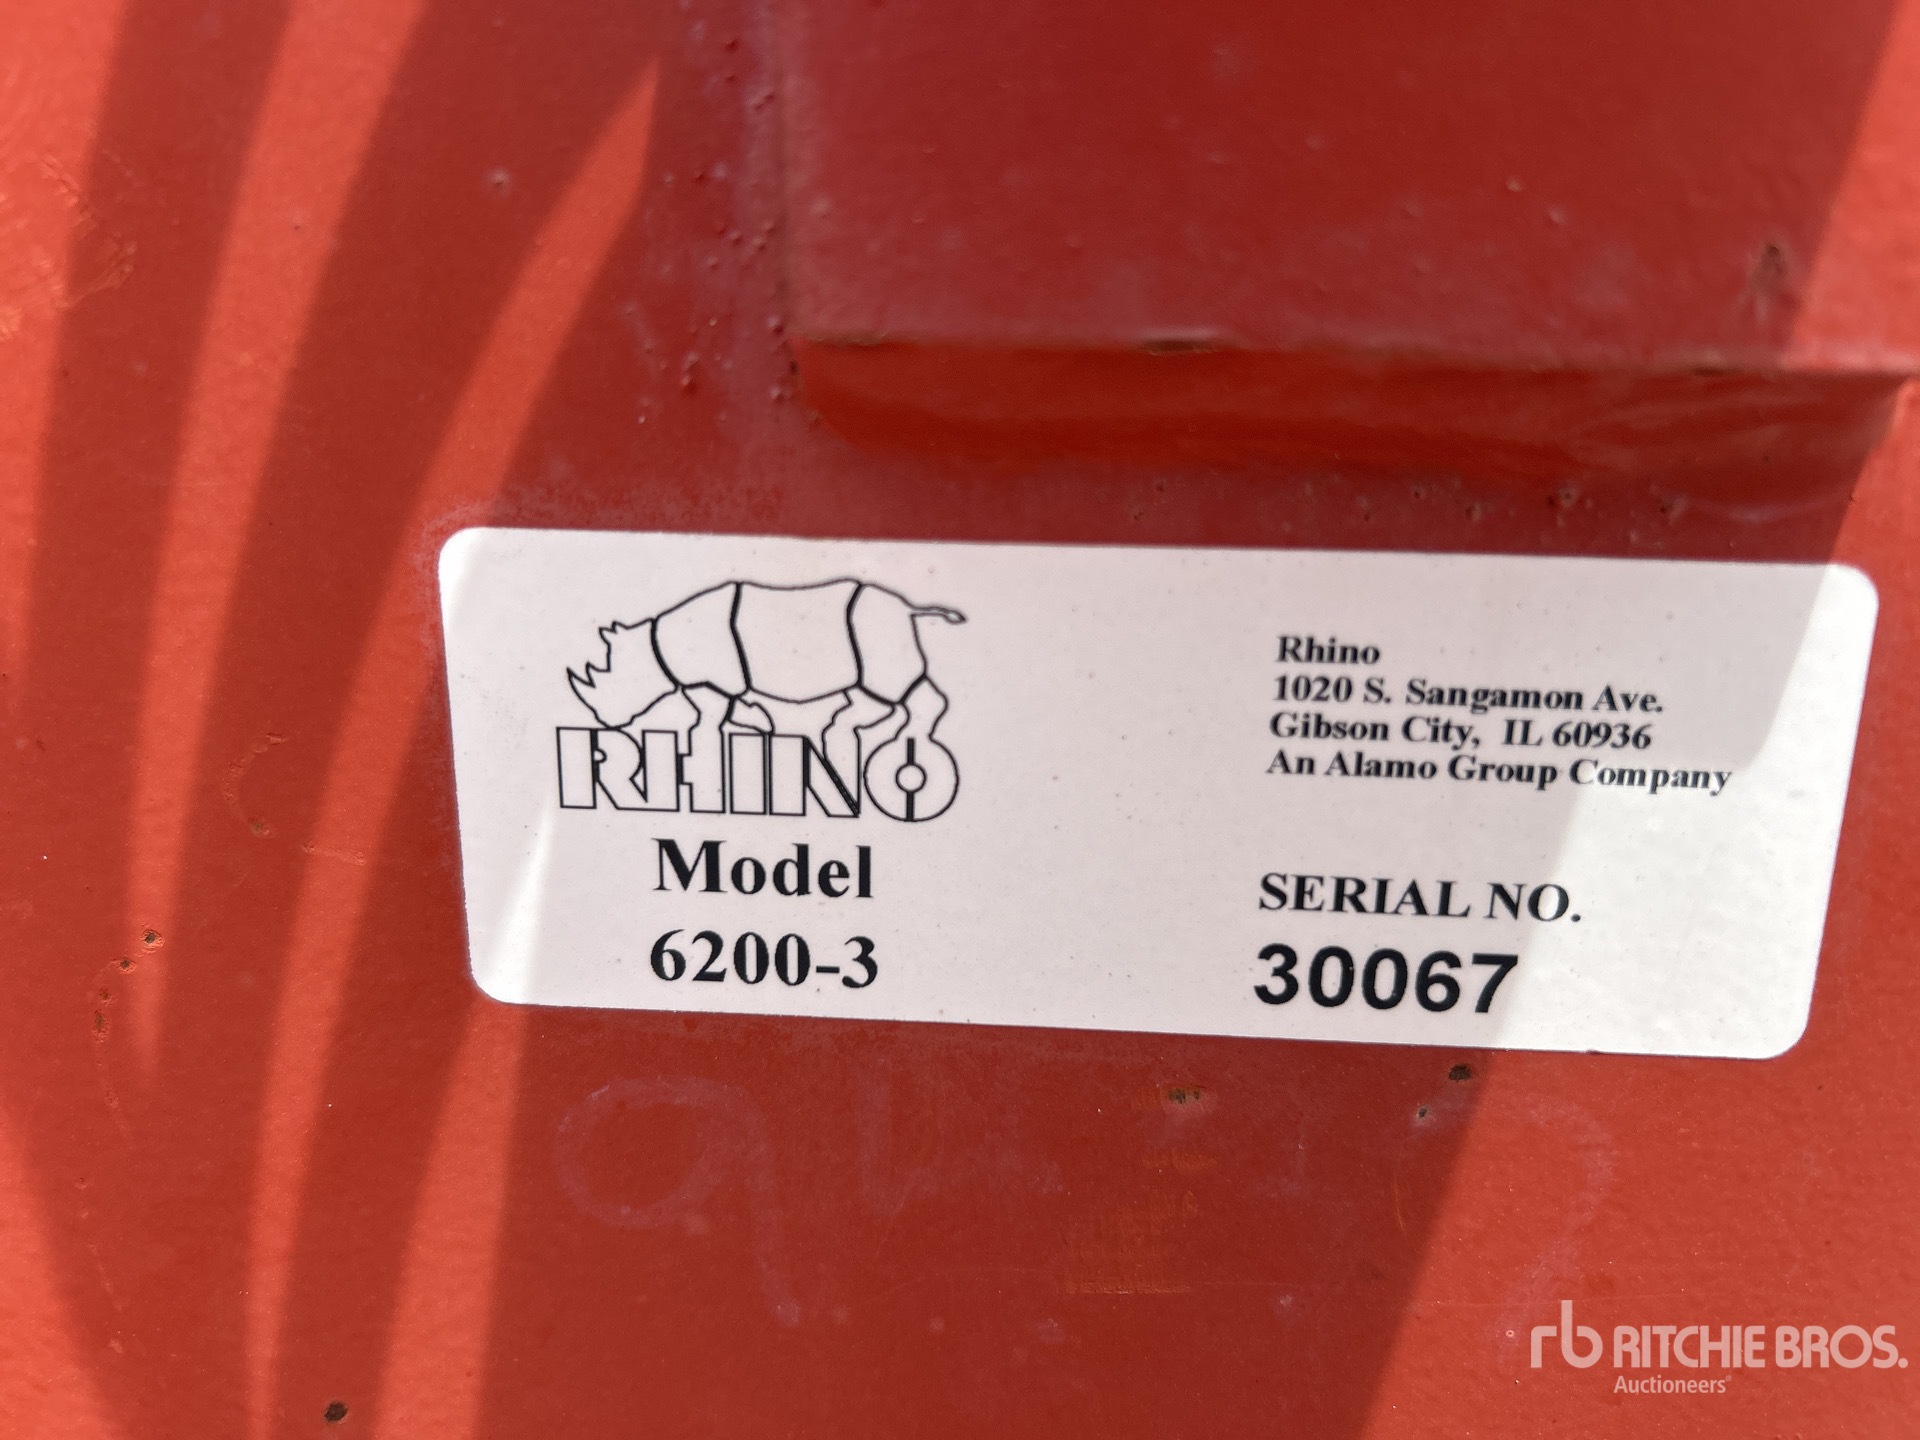 RHINO
Model
6200-3
Rhino
1020 S. Sangamon Ave.
Gibson City, IL 60936
An Alamo Group Company
SERIAL NO.
30067
rb RITCHIE BROS.
Auctioneers